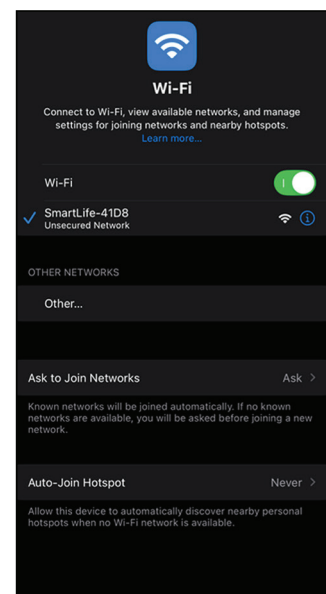 Wi-Fi
Connect to Wi-Fi, view available networks, and manage
settings for joining networks and nearby hotspots.
Learn more...
Wi-Fi
SmartLife-41D8
Unsecured Network
OTHER NETWORKS
Other...
Ask to Join Networks Ask >
Known networks will be joined automatically. If no known
networks are available, you will be asked before joining a new
network.
Auto-Join Hotspot Never >
Allow this device to automatically discover nearby personal
hotspots when no Wi-Fi network is available.